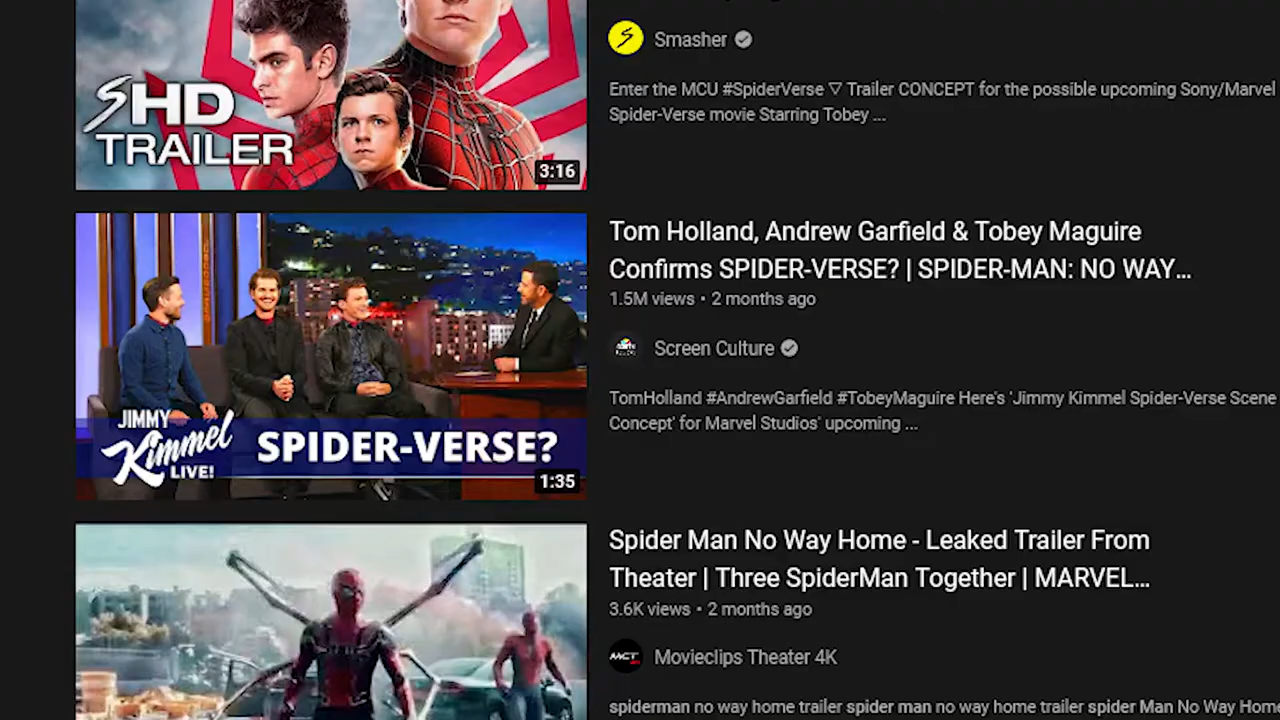 Smasher
Enter the MCU #SpiderVerse ▽ Trailer CONCEPT for the possible upcoming Sony/Marvel
Spider-Verse movie Starring Tobey ...
SHD
TRAILER
3:16
Tom Holland, Andrew Garfield & Tobey Maguire
Confirms SPIDER-VERSE? | SPIDER-MAN: NO WAY...
1.5M views • 2 months ago
Screen Culture
TomHolland #AndrewGarfield #TobeyMaguire Here's 'Jimmy Kimmel Spider-Verse Scene
Concept' for Marvel Studios' upcoming ...
JIMMY
Kimmel
LIVE!
SPIDER-VERSE?
1:35
Spider Man No Way Home - Leaked Trailer From
Theater | Three SpiderMan Together | MARVEL...
3.6K views • 2 months ago
MCT
Movieclips Theater 4K
spiderman no way home trailer spider man no way home trailer spider Man No Way Home